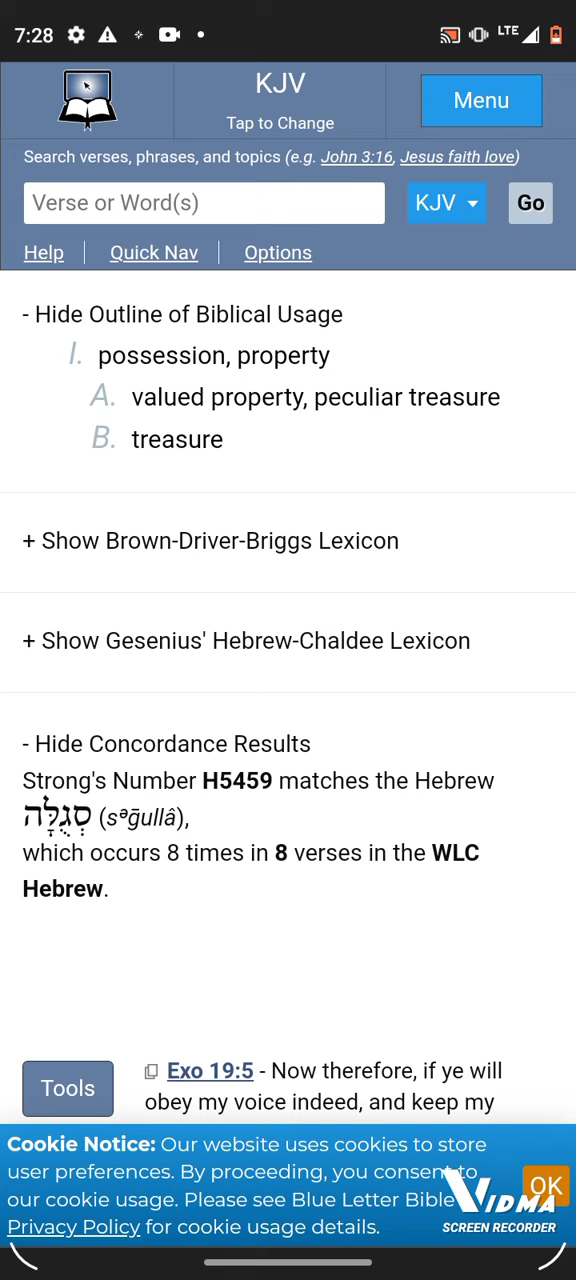 7:28 LTE
KJV
Tap to Change
Menu
Search verses, phrases, and topics (e.g. John 3:16, Jesus faith love)
Verse or Word(s) KJV Go
Help Quick Nav Options
- Hide Outline of Biblical Usage
I. possession, property
A. valued property, peculiar treasure
B. treasure
+ Show Brown-Driver-Briggs Lexicon
+ Show Gesenius' Hebrew-Chaldee Lexicon
- Hide Concordance Results
Strong's Number H5459 matches the Hebrew
סְגֻלָּה (sᵊḡullâ),
which occurs 8 times in 8 verses in the WLC
Hebrew.
Tools
Exo 19:5 - Now therefore, if ye will
obey my voice indeed, and keep my
Cookie Notice: Our website uses cookies to store
user preferences. By proceeding, you consent to
our cookie usage. Please see Blue Letter Bible
Privacy Policy for cookie usage details.
OK
VIDMA
SCREEN RECORDER